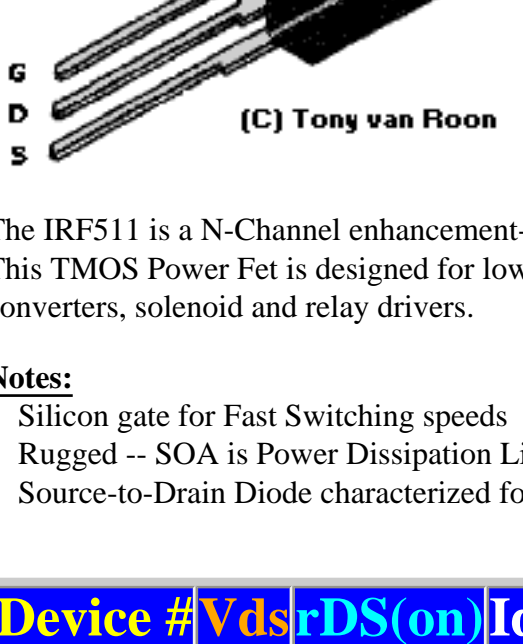 G
D
(C) Tony van Roon
S
The IRF511 is a N-Channel enhancement-
This TMOS Power Fet is designed for low
converters, solenoid and relay drivers.
Notes:
Silicon gate for Fast Switching speeds
Rugged -- SOA is Power Dissipation Li
Source-to-Drain Diode characterized fo
Device # Vds rDS(on) Id